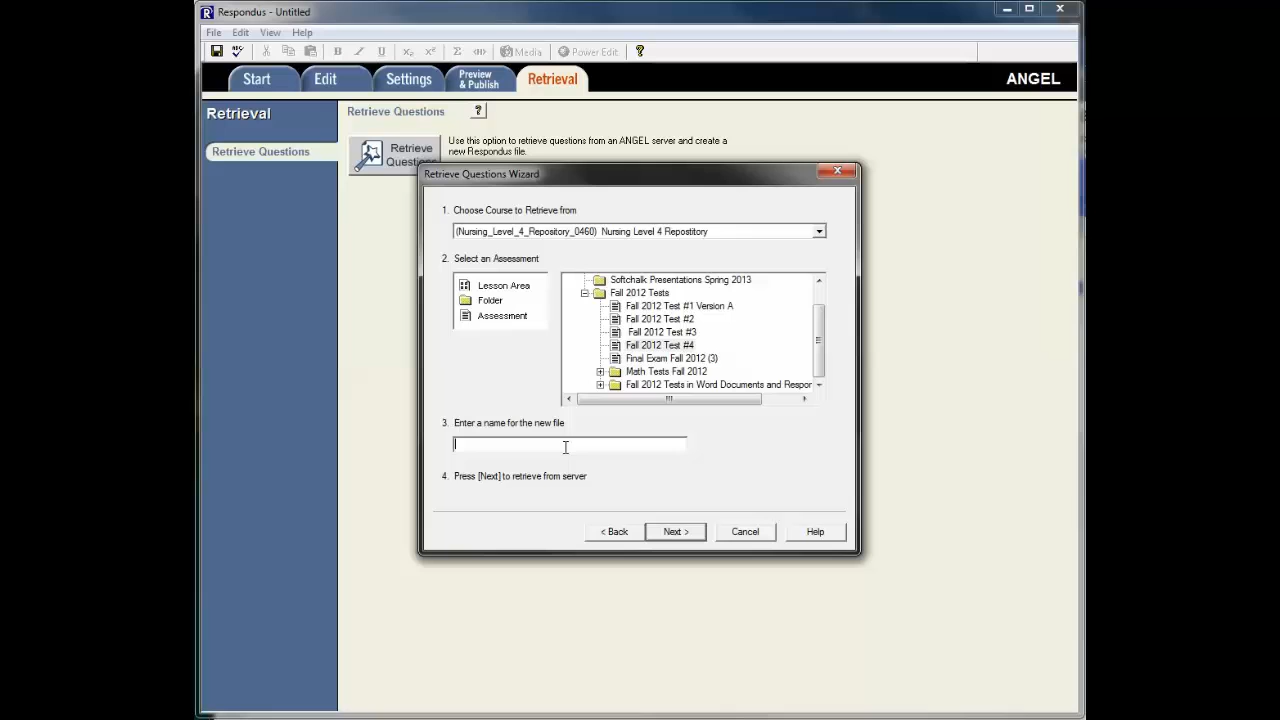 Respondus - Untitled
File Edit View Help
B I U Media Power Edit
Start Edit Settings Preview & Publish Retrieval ANGEL
Retrieval
Retrieve Questions
Retrieve Questions ?
Retrieve Questions
Use this option to retrieve questions from an ANGEL server and create a
new Respondus file.
Retrieve Questions Wizard
1. Choose Course to Retrieve from
(Nursing_Level_4_Repository_0460) Nursing Level 4 Repostitory
2. Select an Assessment
Lesson Area
Folder
Assessment
Softchalk Presentations Spring 2013
Fall 2012 Tests
Fall 2012 Test #1 Version A
Fall 2012 Test #2
Fall 2012 Test #3
Fall 2012 Test #4
Final Exam Fall 2012 (3)
Math Tests Fall 2012
Fall 2012 Tests in Word Documents and Respor
3. Enter a name for the new file
4. Press [Next] to retrieve from server
< Back Next > Cancel Help